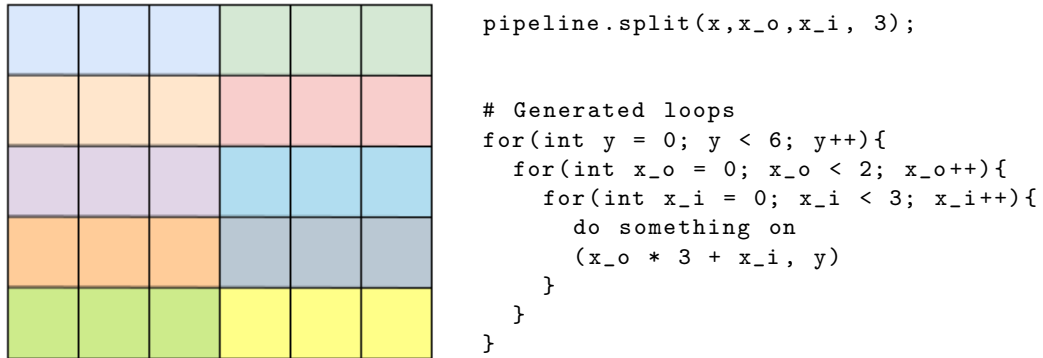 pipeline.split(x,x_o,x_i, 3);
# Generated loops
for(int y = 0; y < 6; y++){
  for(int x_o = 0; x_o < 2; x_o++){
    for(int x_i = 0; x_i < 3; x_i++){
      do something on
      (x_o * 3 + x_i, y)
    }
  }
}